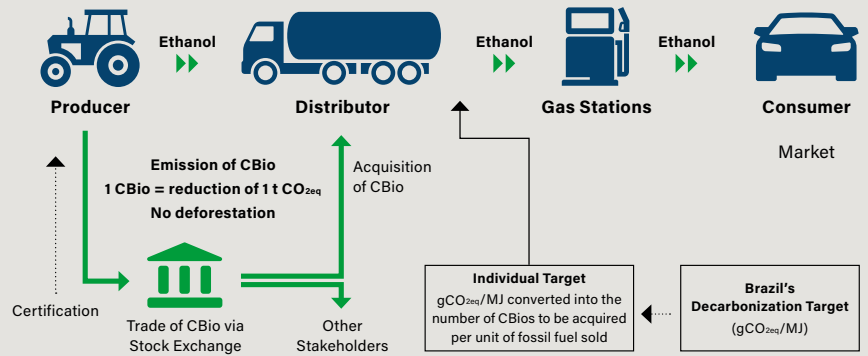 Ethanol
Ethanol
Ethanol
Producer
Distributor
Gas Stations
Consumer
Market
Emission of CBio
1 CBio = reduction of 1 t CO2eq
No deforestation
Acquisition
of CBio
Certification
Trade of CBio via
Stock Exchange
Other
Stakeholders
Individual Target
gCO2eq/MJ converted into the
number of CBios to be acquired
per unit of fossil fuel sold
Brazil's
Decarbonization Target
(gCO2eq/MJ)